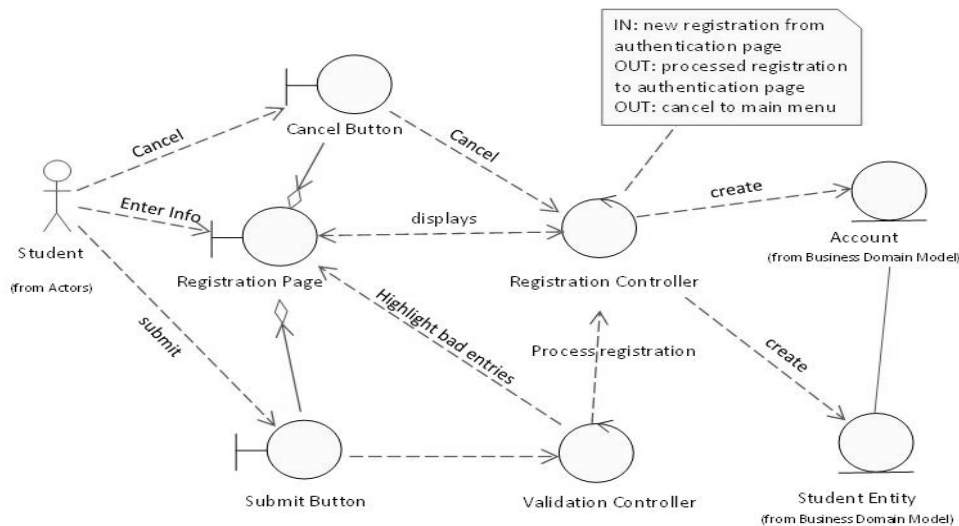 IN: new registration from
authentication page
OUT: processed registration
to authentication page
OUT: cancel to main menu
Cancel Button
Cancel
Cancel
create
Enter Info
displays
Student
(from Actors)
Registration Page
Registration Controller
Account
(from Business Domain Model)
submit
Highlight bad entries
Process registration
create
Submit Button
Validation Controller
Student Entity
(from Business Domain Model)